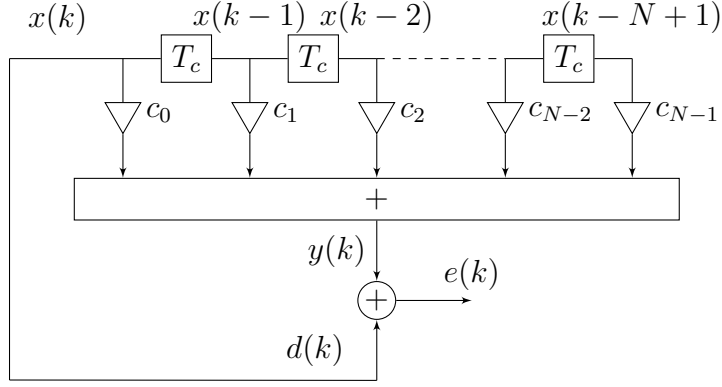 x(k) x(k − 1) x(k − 2) x(k − N + 1)
T_c T_c T_c
c_0 c_1 c_2 c_{N−2} c_{N−1}
+
y(k)
e(k)
+
d(k)